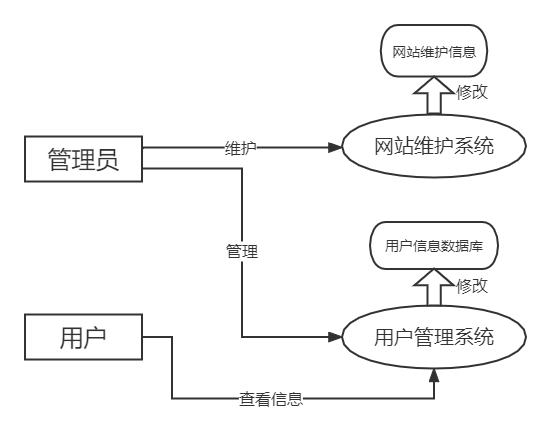 网站维护信息
修改
管理员
维护
网站维护系统
用户信息数据库
管理
修改
用户
用户管理系统
查看信息